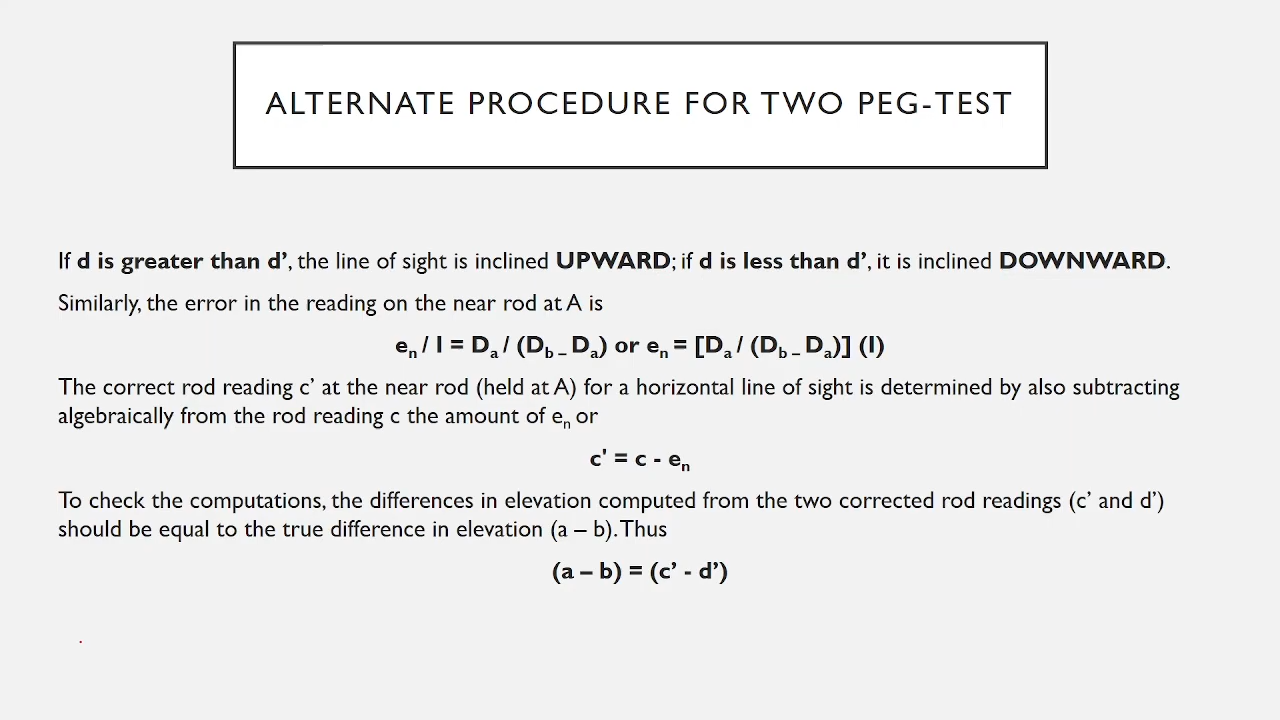 ALTERNATE PROCEDURE FOR TWO PEG-TEST
If d is greater than d’, the line of sight is inclined UPWARD; if d is less than d’, it is inclined DOWNWARD.
Similarly, the error in the reading on the near rod at A is
eₙ / I = Dₐ / (D_b – Dₐ) or eₙ = [Dₐ / (D_b – Dₐ)] (I)
The correct rod reading c’ at the near rod (held at A) for a horizontal line of sight is determined by also subtracting
algebraically from the rod reading c the amount of eₙ or
c' = c - eₙ
To check the computations, the differences in elevation computed from the two corrected rod readings (c’ and d’)
should be equal to the true difference in elevation (a – b). Thus
(a – b) = (c’ - d’)